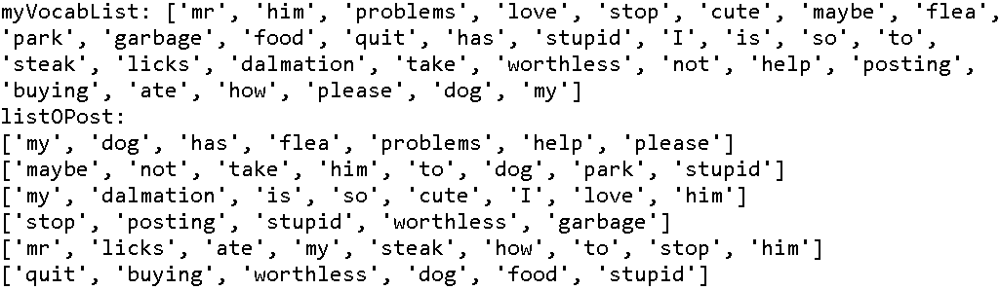 myVocabList: ['mr', 'him', 'problems', 'love', 'stop', 'cute', 'maybe', 'flea',
'park', 'garbage', 'food', 'quit', 'has', 'stupid', 'I', 'is', 'so', 'to',
'steak', 'licks', 'dalmation', 'take', 'worthless', 'not', 'help', 'posting',
'buying', 'ate', 'how', 'please', 'dog', 'my']
listOPost:
['my', 'dog', 'has', 'flea', 'problems', 'help', 'please']
['maybe', 'not', 'take', 'him', 'to', 'dog', 'park', 'stupid']
['my', 'dalmation', 'is', 'so', 'cute', 'I', 'love', 'him']
['stop', 'posting', 'stupid', 'worthless', 'garbage']
['mr', 'licks', 'ate', 'my', 'steak', 'how', 'to', 'stop', 'him']
['quit', 'buying', 'worthless', 'dog', 'food', 'stupid']